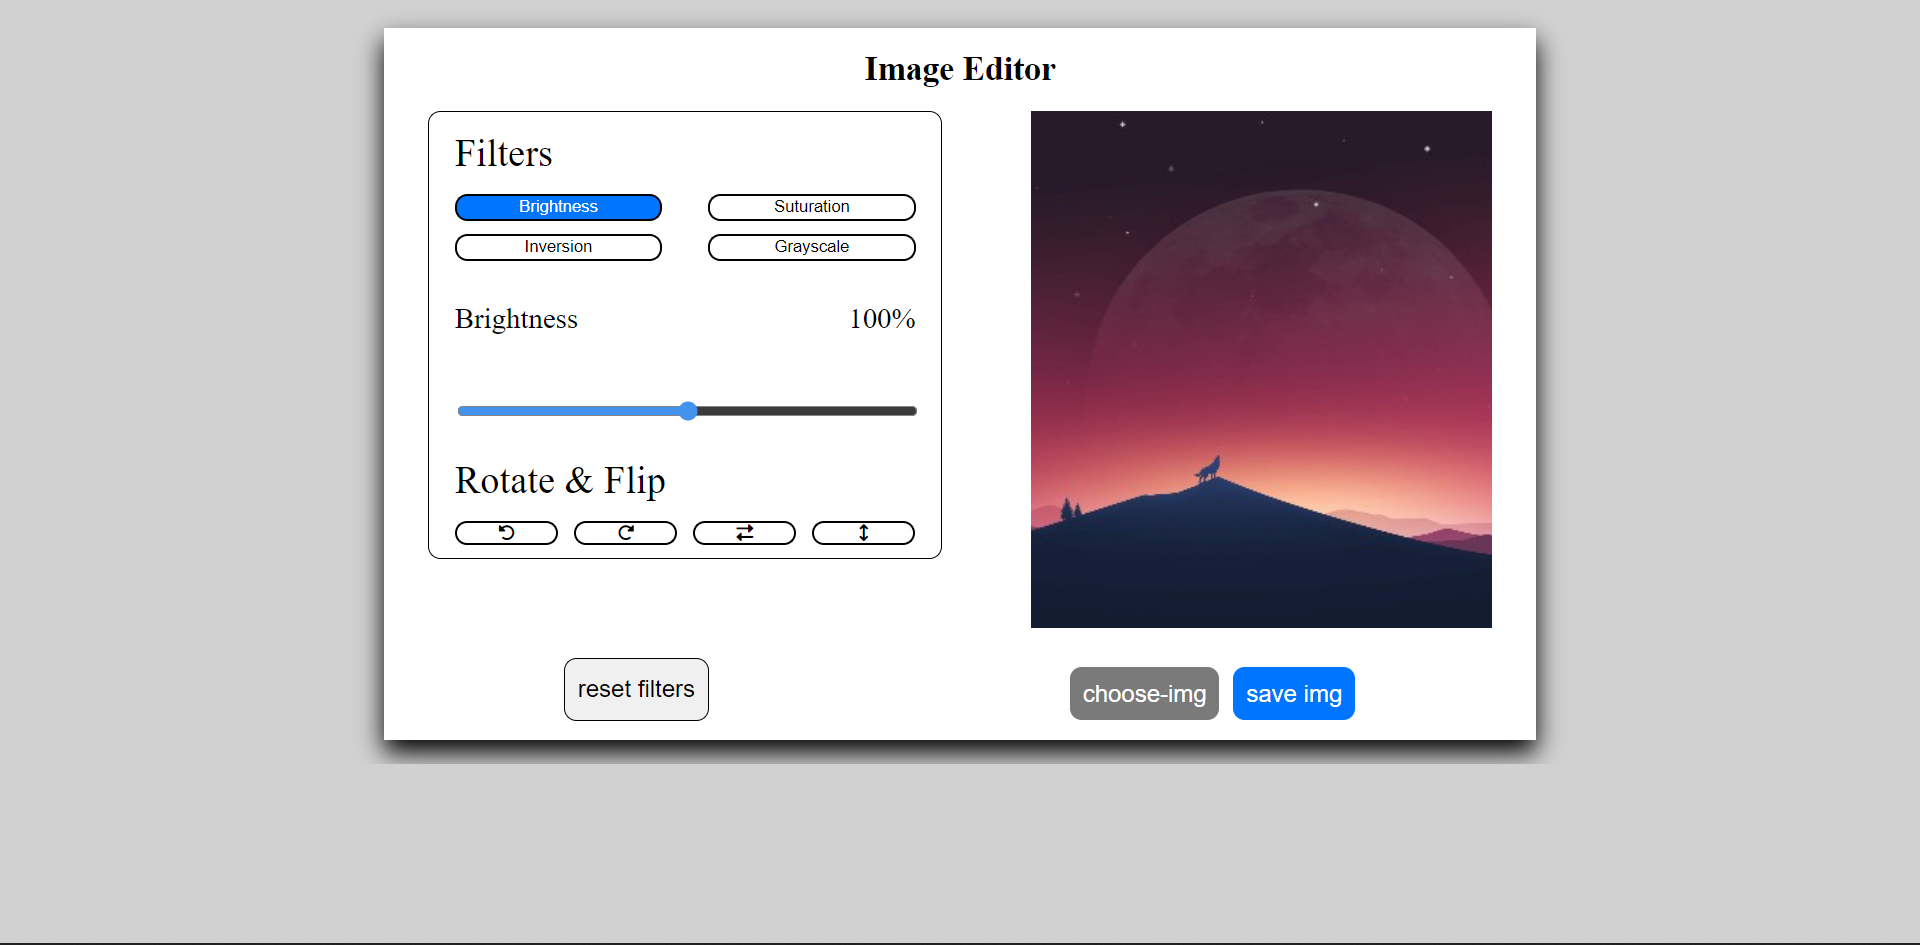 Image Editor
Filters
Brightness
Suturation
Inversion
Grayscale
Brightness 100%
Rotate & Flip
reset filters
choose-img
save img